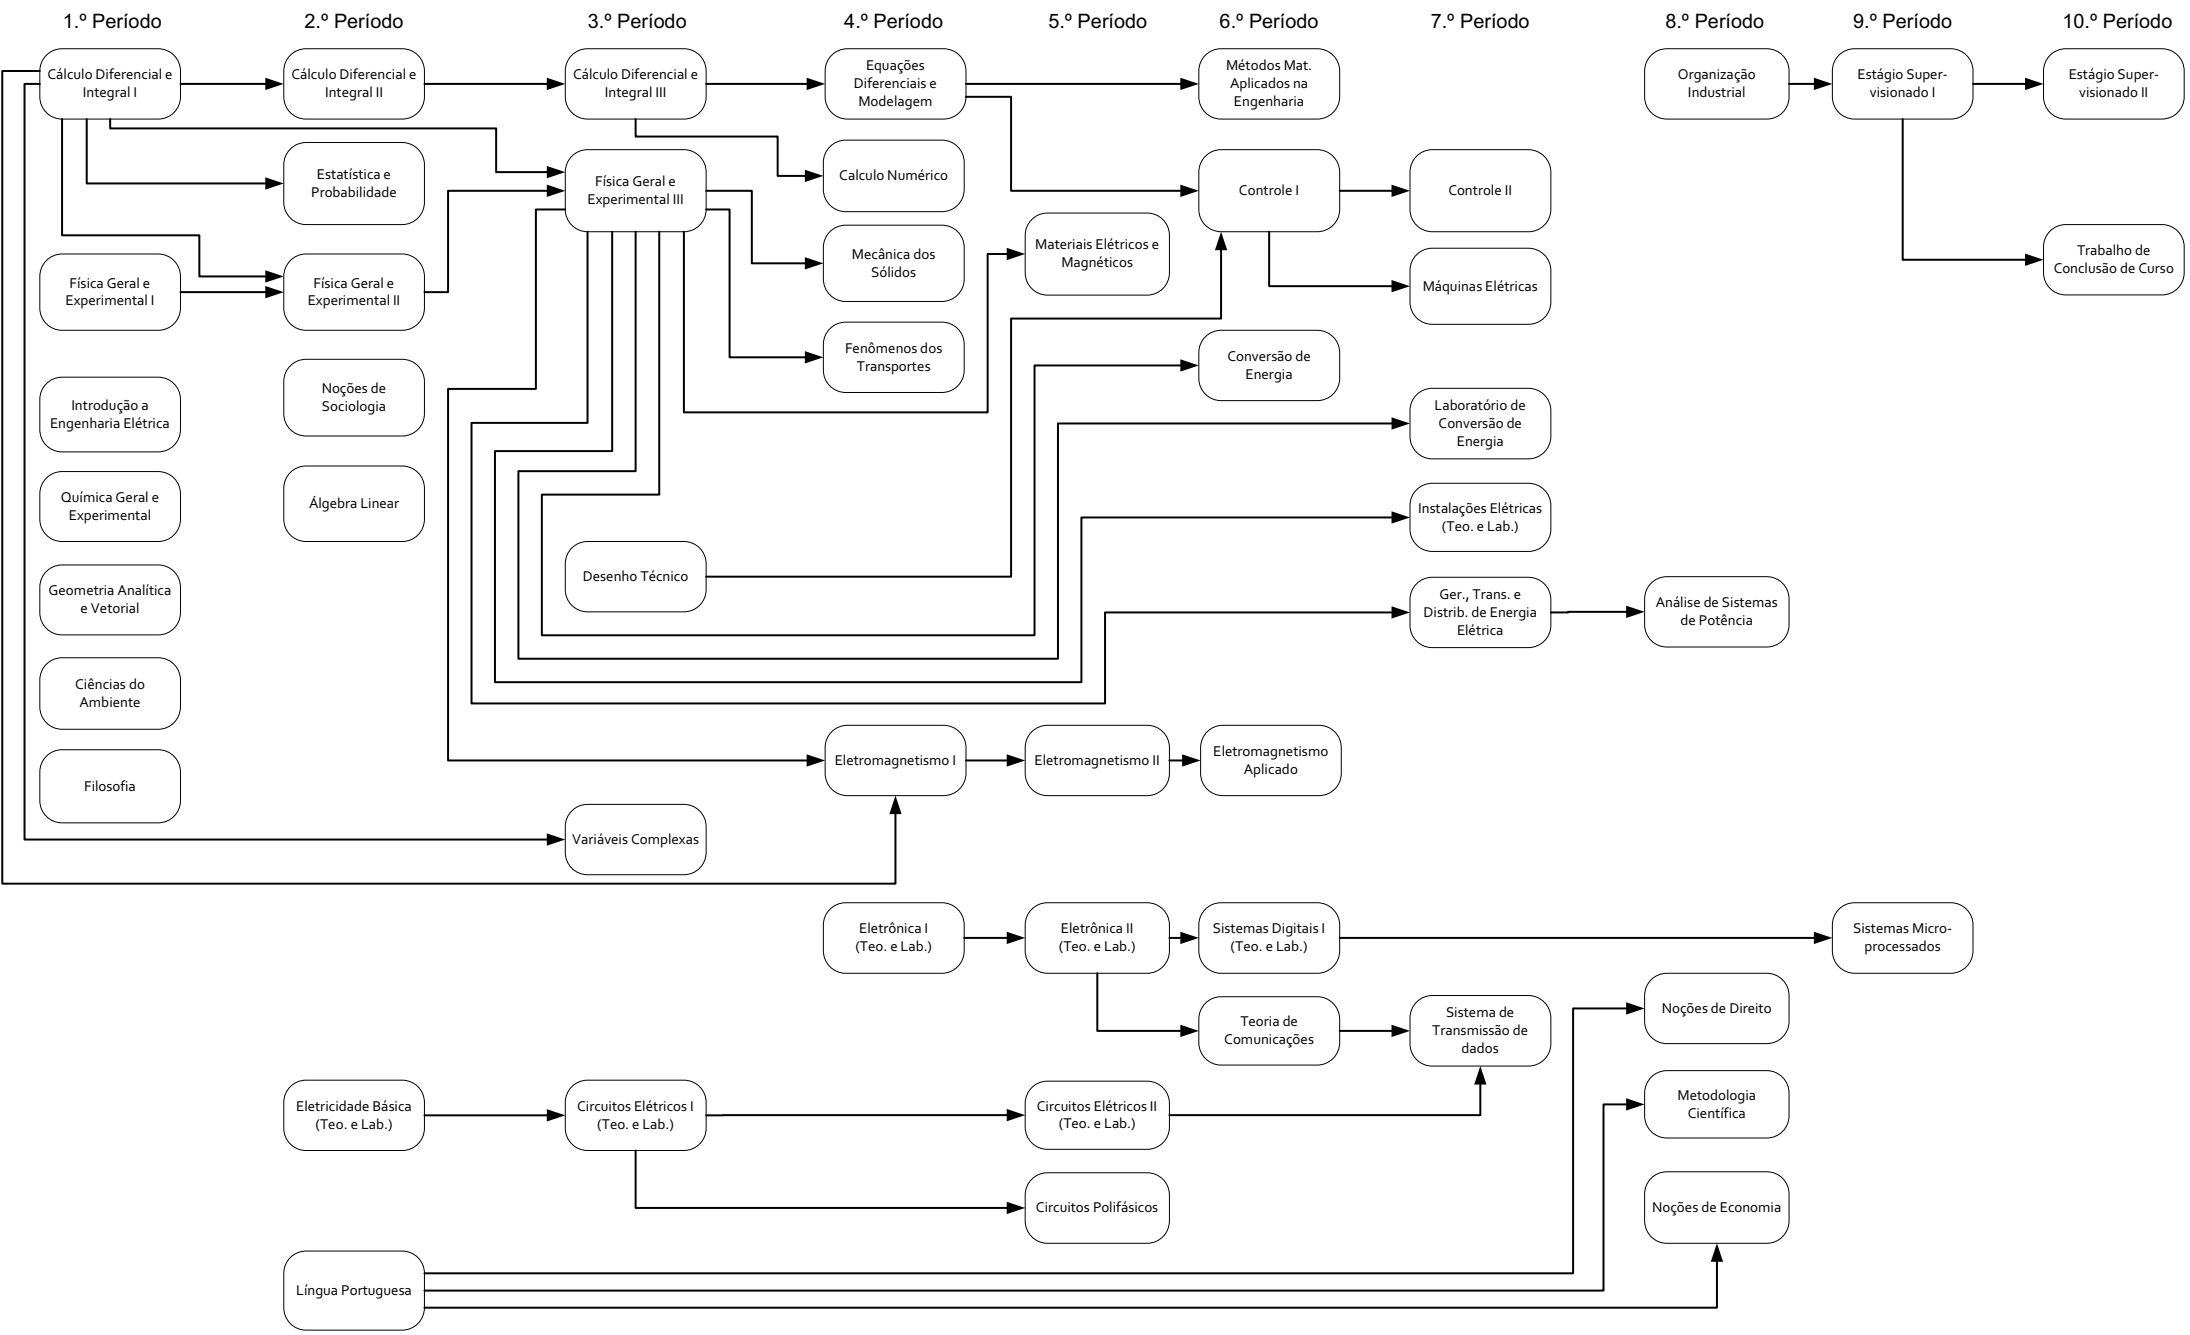 1.º Período
2.º Período
3.º Período
4.º Período
5.º Período
6.º Período
7.º Período
8.º Período
9.º Período
10.º Período
Cálculo Diferencial e
Integral I
Cálculo Diferencial e
Integral II
Cálculo Diferencial e
Integral III
Equações
Diferenciais e
Modelagem
Métodos Mat.
Aplicados na
Engenharia
Organização
Industrial
Estágio Super-
visionado I
Estágio Super-
visionado II
Estatística e
Probabilidade
Física Geral e
Experimental III
Calculo Numérico
Controle I
Controle II
Física Geral e
Experimental I
Física Geral e
Experimental II
Mecânica dos
Sólidos
Materiais Elétricos e
Magnéticos
Máquinas Elétricas
Trabalho de
Conclusão de Curso
Fenômenos dos
Transportes
Conversão de
Energia
Introdução a
Engenharia Elétrica
Noções de
Sociologia
Laboratório de
Conversão de
Energia
Química Geral e
Experimental
Álgebra Linear
Instalações Elétricas
(Teo. e Lab.)
Geometria Analítica
e Vetorial
Desenho Técnico
Ger., Trans. e
Distrib. de Energia
Elétrica
Análise de Sistemas
de Potência
Ciências do
Ambiente
Filosofia
Eletromagnetismo I
Eletromagnetismo II
Eletromagnetismo
Aplicado
Variáveis Complexas
Eletrônica I
(Teo. e Lab.)
Eletrônica II
(Teo. e Lab.)
Sistemas Digitais I
(Teo. e Lab.)
Sistemas Micro-
processados
Teoria de
Comunicações
Sistema de
Transmissão de
dados
Noções de Direito
Eletricidade Básica
(Teo. e Lab.)
Circuitos Elétricos I
(Teo. e Lab.)
Circuitos Elétricos II
(Teo. e Lab.)
Metodologia
Científica
Circuitos Polifásicos
Noções de Economia
Língua Portuguesa